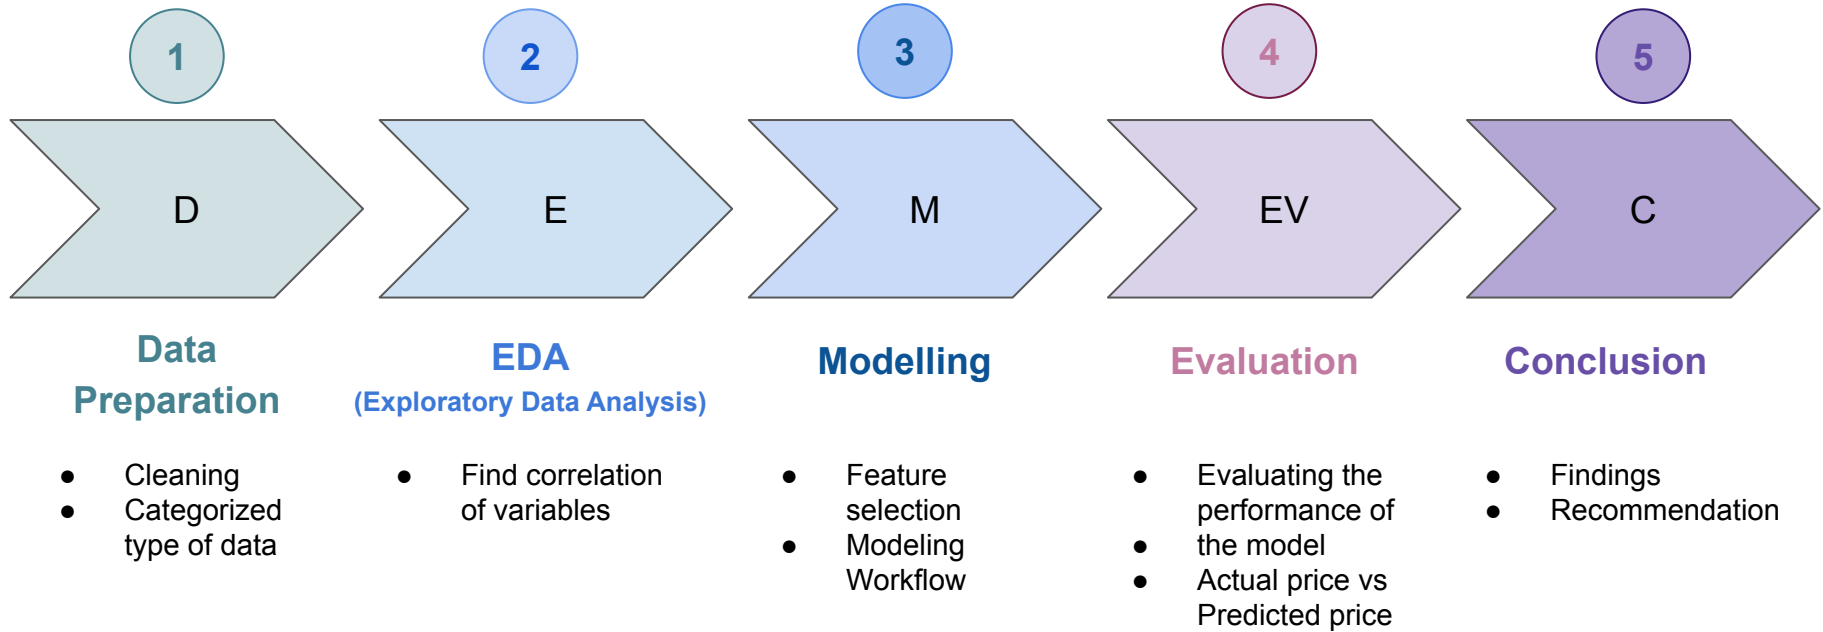 1
2
3
4
5
D
E
M
EV
C
Data
Preparation
EDA
(Exploratory Data Analysis)
Modelling
Evaluation
Conclusion
● Cleaning
● Categorized
type of data
● Find correlation
of variables
● Feature
selection
● Modeling
Workflow
● Evaluating the
performance of
● the model
● Actual price vs
Predicted price
● Findings
● Recommendation